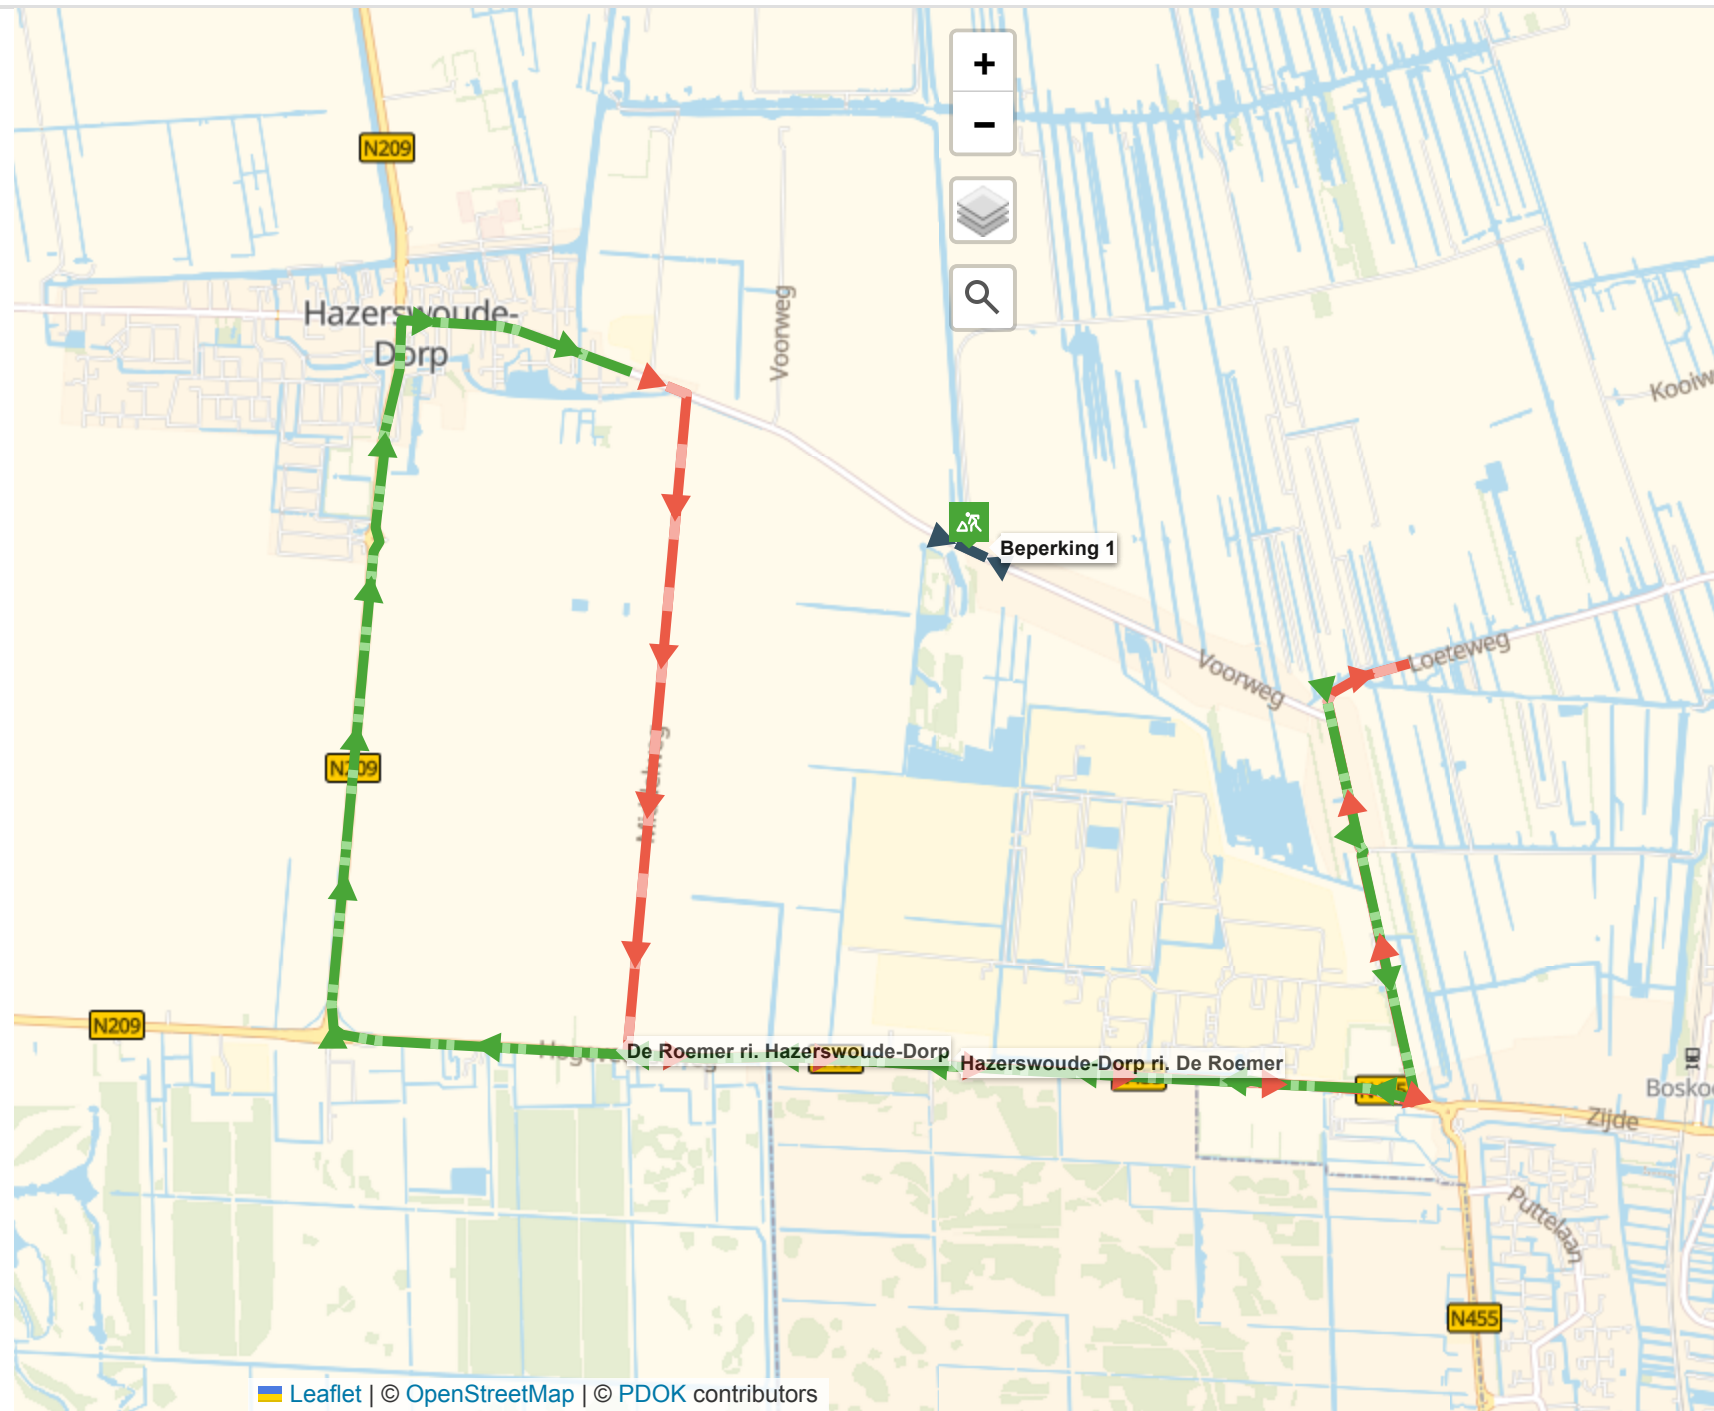 +
−
N209
Hazerswoude-
Dorp
Voorweg
Kooiw
Beperking 1
Loeteweg
Voorweg
N209
N209
De Roemer ri. Hazerswoude-Dorp
Hazerswoude-Dorp ri. De Roemer
Zijde
Boskoo
Puttelaan
N455
Leaflet | © OpenStreetMap | © PDOK contributors